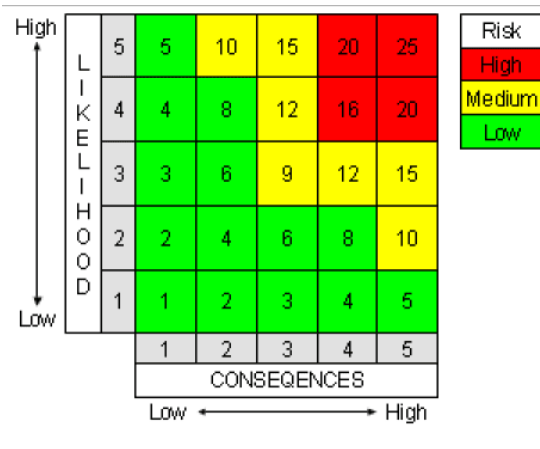 High
LIKELIHOOD
Low
5 5 10 15 20 25
4 4 8 12 16 20
3 3 6 9 12 15
2 2 4 6 8 10
1 1 2 3 4 5
1 2 3 4 5
CONSEQENCES
Low High
Risk
High
Medium
Low